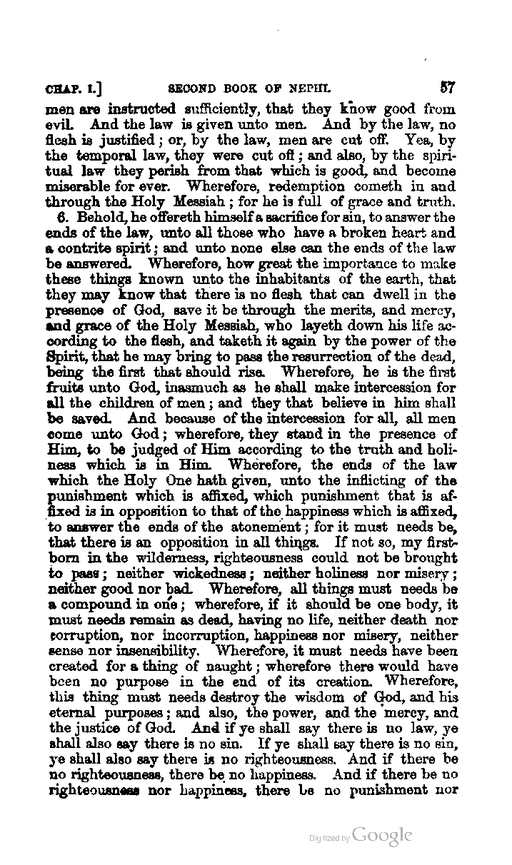 CHAP. I.] SECOND BOOK OF NEPHI. 57
men are instructed sufficiently, that they know good from
evil. And the law is given unto men. And by the law, no
flesh is justified; or, by the law, men are cut off. Yea, by
the temporal law, they were cut off; and also, by the spiri-
tual law they perish from that which is good, and become
miserable for ever. Wherefore, redemption cometh in and
through the Holy Messiah; for he is full of grace and truth.
6. Behold, he offereth himself a sacrifice for sin, to answer the
ends of the law, unto all those who have a broken heart and
a contrite spirit; and unto none else can the ends of the law
be answered. Wherefore, how great the importance to make
these things known unto the inhabitants of the earth, that
they may know that there is no flesh that can dwell in the
presence of God, save it be through the merits, and mercy,
and grace of the Holy Messiah, who layeth down his life ac-
cording to the flesh, and taketh it again by the power of the
Spirit, that he may bring to pass the resurrection of the dead,
being the first that should rise. Wherefore, he is the first
fruits unto God, inasmuch as he shall make intercession for
all the children of men; and they that believe in him shall
be saved. And because of the intercession for all, all men
come unto God; wherefore, they stand in the presence of
Him, to be judged of Him according to the truth and holi-
ness which is in Him. Wherefore, the ends of the law
which the Holy One hath given, unto the inflicting of the
punishment which is affixed, which punishment that is af-
fixed is in opposition to that of the happiness which is affixed,
to answer the ends of the atonement; for it must needs be,
that there is an opposition in all things. If not so, my first-
born in the wilderness, righteousness could not be brought
to pass; neither wickedness; neither holiness nor misery;
neither good nor bad. Wherefore, all things must needs be
a compound in one; wherefore, if it should be one body, it
must needs remain as dead, having no life, neither death nor
corruption, nor incorruption, happiness nor misery, neither
sense nor insensibility. Wherefore, it must needs have been
created for a thing of naught; wherefore there would have
been no purpose in the end of its creation. Wherefore,
this thing must needs destroy the wisdom of God, and his
eternal purposes; and also, the power, and the mercy, and
the justice of God. And if ye shall say there is no law, ye
shall also say there is no sin. If ye shall say there is no sin,
ye shall also say there is no righteousness. And if there be
no righteousness, there be no happiness. And if there be no
righteousness nor happiness, there be no punishment nor
Digitized by Google